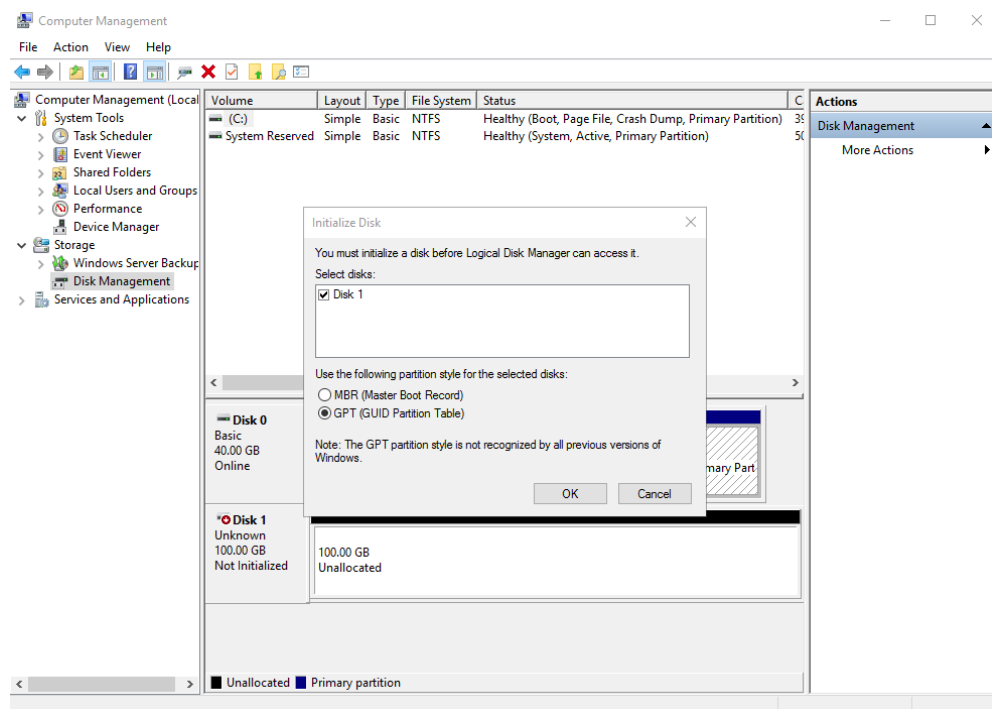 Computer Management
File Action View Help
Computer Management (Local
System Tools
Task Scheduler
Event Viewer
Shared Folders
Local Users and Groups
Performance
Device Manager
Storage
Windows Server Backup
Disk Management
Services and Applications
Volume Layout Type File System Status C
(C:) Simple Basic NTFS Healthy (Boot, Page File, Crash Dump, Primary Partition) 39
System Reserved Simple Basic NTFS Healthy (System, Active, Primary Partition) 50
Initialize Disk
You must initialize a disk before Logical Disk Manager can access it.
Select disks:
Disk 1
Use the following partition style for the selected disks:
MBR (Master Boot Record)
GPT (GUID Partition Table)
Note: The GPT partition style is not recognized by all previous versions of
Windows.
OK Cancel
Disk 0
Basic
40.00 GB
Online
mary Part
Disk 1
Unknown
100.00 GB
Not Initialized
100.00 GB
Unallocated
Unallocated Primary partition
Actions
Disk Management
More Actions